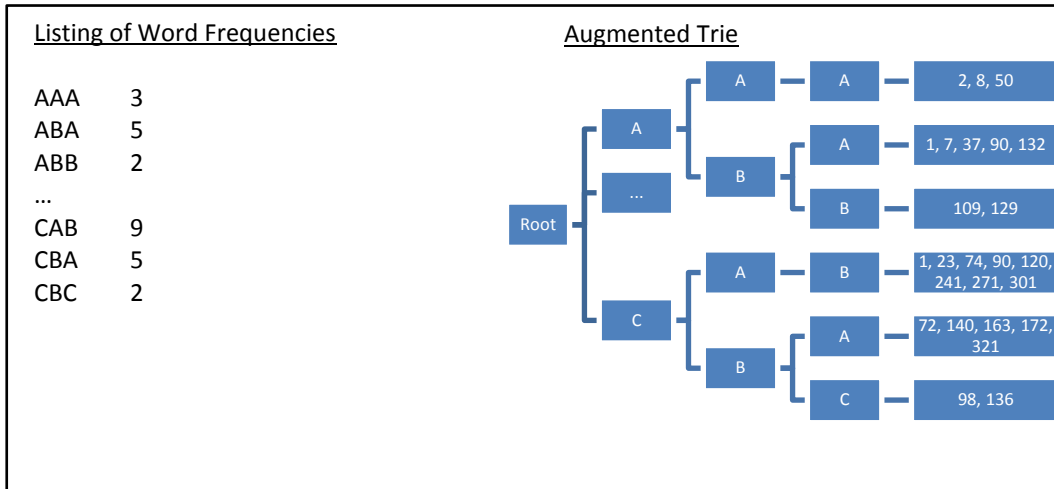 Listing of Word Frequencies
AAA 3
ABA 5
ABB 2
...
CAB 9
CBA 5
CBC 2
Augmented Trie
Root
A
...
C
A
B
A
B
A
A
B
B
A
C
2, 8, 50
1, 7, 37, 90, 132
109, 129
1, 23, 74, 90, 120,
241, 271, 301
72, 140, 163, 172,
321
98, 136